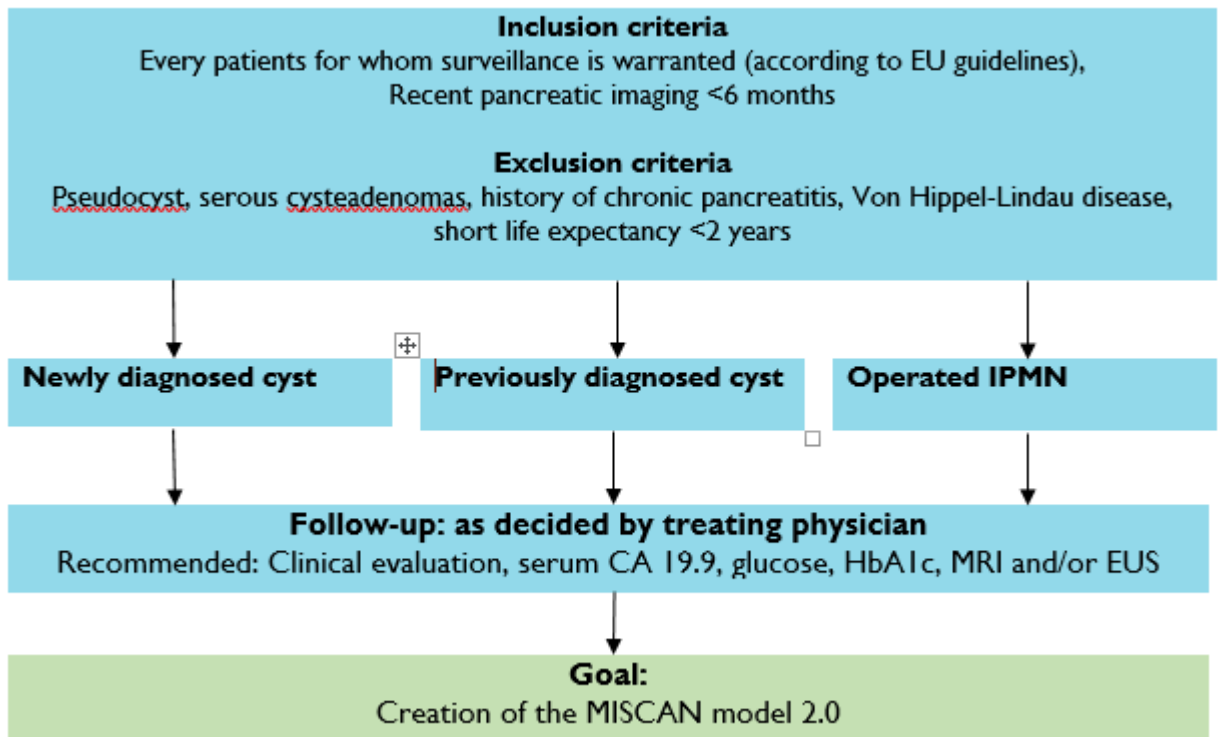 Inclusion criteria
Every patients for whom surveillance is warranted (according to EU guidelines),
Recent pancreatic imaging <6 months
Exclusion criteria
Pseudocyst, serous cysteadenomas, history of chronic pancreatitis, Von Hippel-Lindau disease,
short life expectancy <2 years
Newly diagnosed cyst
Previously diagnosed cyst
Operated IPMN
Follow-up: as decided by treating physician
Recommended: Clinical evaluation, serum CA 19.9, glucose, HbA1c, MRI and/or EUS
Goal:
Creation of the MISCAN model 2.0